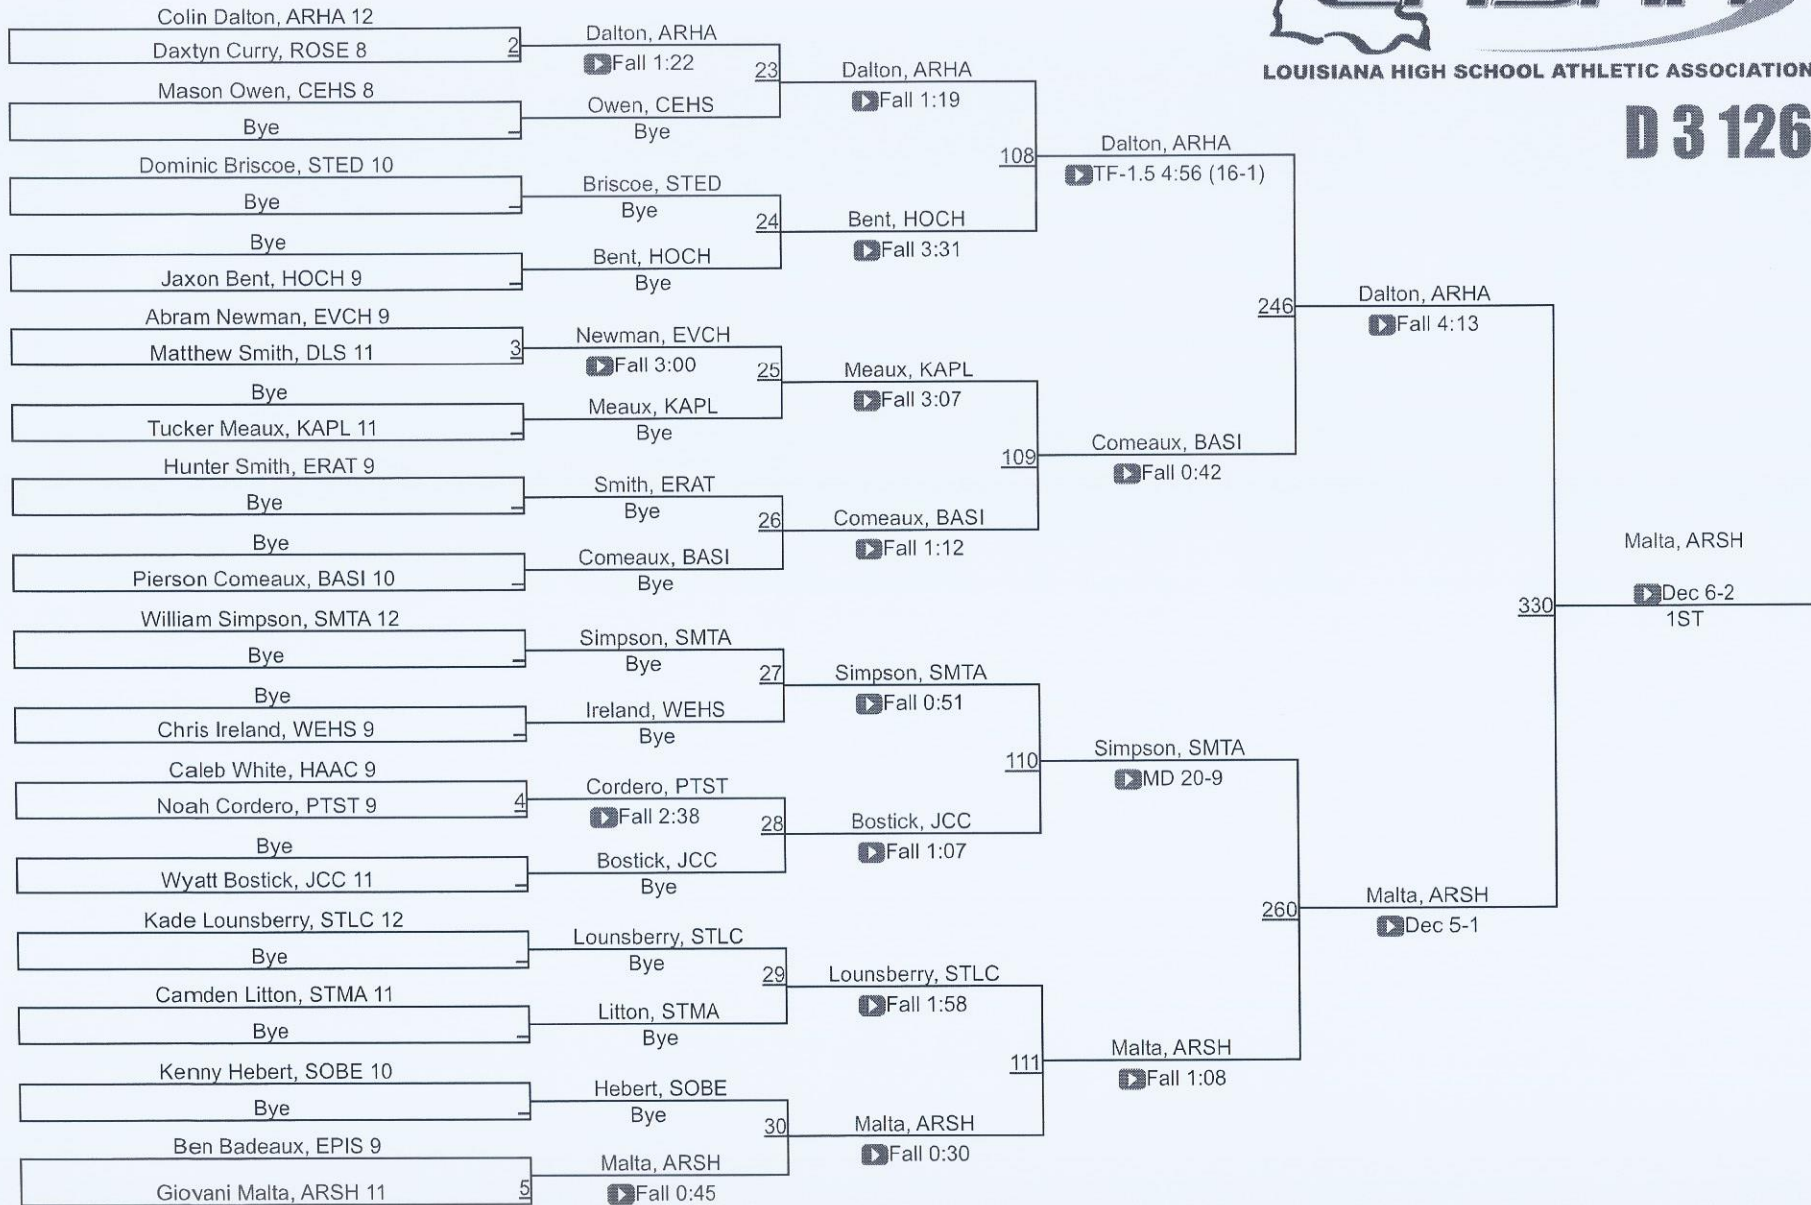 LOUISIANA HIGH SCHOOL ATHLETIC ASSOCIATION
D 3 126
Colin Dalton, ARHA 12
Daxtyn Curry, ROSE 8
2
Mason Owen, CEHS 8
Bye
Dominic Briscoe, STED 10
Bye
Bye
Jaxon Bent, HOCH 9
Abram Newman, EVCH 9
Matthew Smith, DLS 11
3
Bye
Tucker Meaux, KAPL 11
Hunter Smith, ERAT 9
Bye
Bye
Pierson Comeaux, BASI 10
William Simpson, SMTA 12
Bye
Bye
Chris Ireland, WEHS 9
Caleb White, HAAC 9
Noah Cordero, PTST 9
4
Bye
Wyatt Bostick, JCC 11
Kade Lounsberry, STLC 12
Bye
Camden Litton, STMA 11
Bye
Kenny Hebert, SOBE 10
Bye
Ben Badeaux, EPIS 9
Giovani Malta, ARSH 11
5
Dalton, ARHA
Fall 1:22
23
Owen, CEHS
Bye
Briscoe, STED
Bye
24
Bent, HOCH
Bye
Newman, EVCH
Fall 3:00
25
Meaux, KAPL
Bye
Smith, ERAT
Bye
26
Comeaux, BASI
Bye
Simpson, SMTA
Bye
27
Ireland, WEHS
Bye
Cordero, PTST
Fall 2:38
28
Bostick, JCC
Bye
Lounsberry, STLC
Bye
29
Litton, STMA
Bye
Hebert, SOBE
Bye
30
Malta, ARSH
Fall 0:45
Dalton, ARHA
Fall 1:19
108
Bent, HOCH
Fall 3:31
Meaux, KAPL
Fall 3:07
109
Comeaux, BASI
Fall 1:12
Simpson, SMTA
Fall 0:51
110
Bostick, JCC
Fall 1:07
Lounsberry, STLC
Fall 1:58
111
Malta, ARSH
Fall 0:30
Dalton, ARHA
TF-1.5 4:56 (16-1)
246
Comeaux, BASI
Fall 0:42
Simpson, SMTA
MD 20-9
260
Malta, ARSH
Fall 1:08
Dalton, ARHA
Fall 4:13
330
Malta, ARSH
Dec 5-1
Malta, ARSH
Dec 6-2
1ST